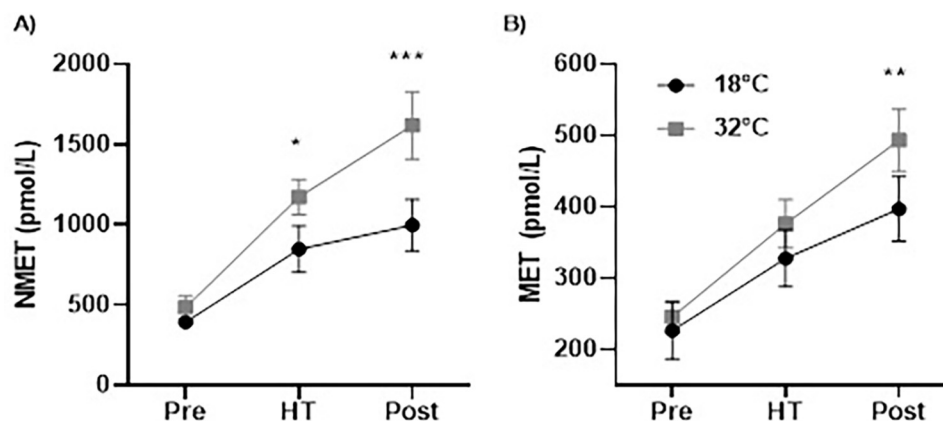 A)
NMET (pmol/L)
2000
1500
1000
500
0
*
***
Pre HT Post
B)
MET (pmol/L)
600
500
400
300
200
18°C
32°C
**
Pre HT Post